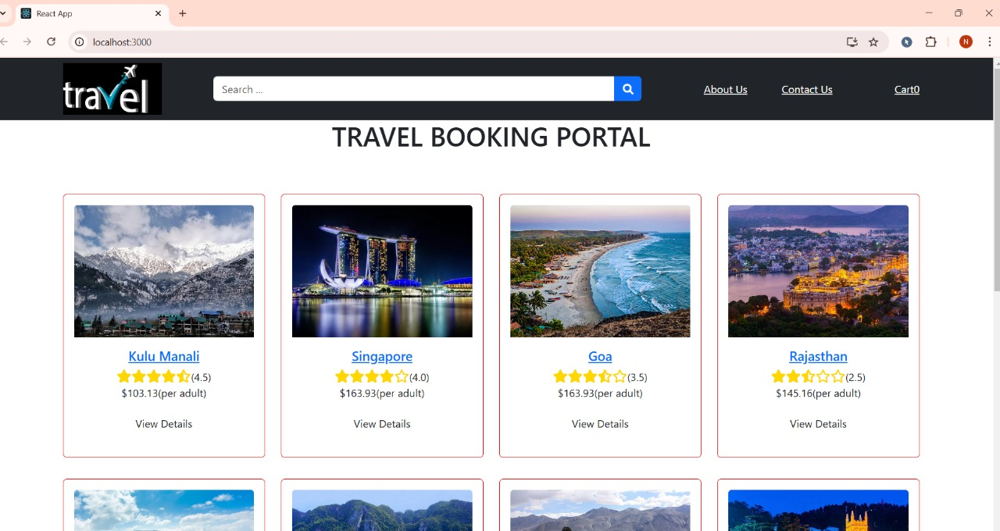 React App
localhost:3000
N
travel
Search ...
About Us
Contact Us
Cart0
TRAVEL BOOKING PORTAL
Kulu Manali
(4.5)
$103.13(per adult)
View Details
Singapore
(4.0)
$163.93(per adult)
View Details
Goa
(3.5)
$163.93(per adult)
View Details
Rajasthan
(2.5)
$145.16(per adult)
View Details